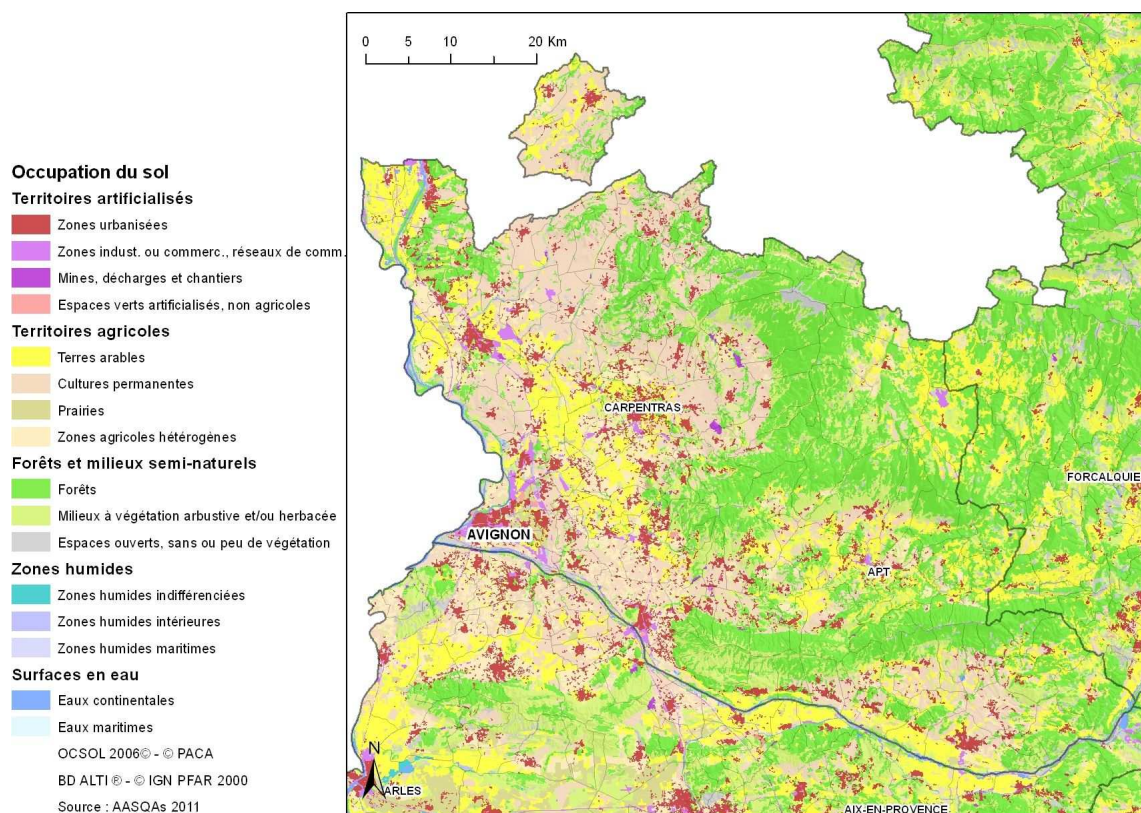 0 5 10 20 Km
Occupation du sol
Territoires artificialisés
Zones urbanisées
Zones indust. ou commerc., réseaux de comm.
Mines, décharges et chantiers
Espaces verts artificialisés, non agricoles
Territoires agricoles
Terres arables
Cultures permanentes
Prairies
Zones agricoles hétérogènes
Forêts et milieux semi-naturels
Forêts
Milieux à végétation arbustive et/ou herbacée
Espaces ouverts, sans ou peu de végétation
Zones humides
Zones humides indifférenciées
Zones humides intérieures
Zones humides maritimes
Surfaces en eau
Eaux continentales
Eaux maritimes
OCSOL 2006© - © PACA
BD ALTI ® - © IGN PFAR 2000
Source : AASQAs 2011
CARPENTRAS
FORCALQUIE
AVIGNON
APT
N
ARLES
AIX-EN-PROVENCE